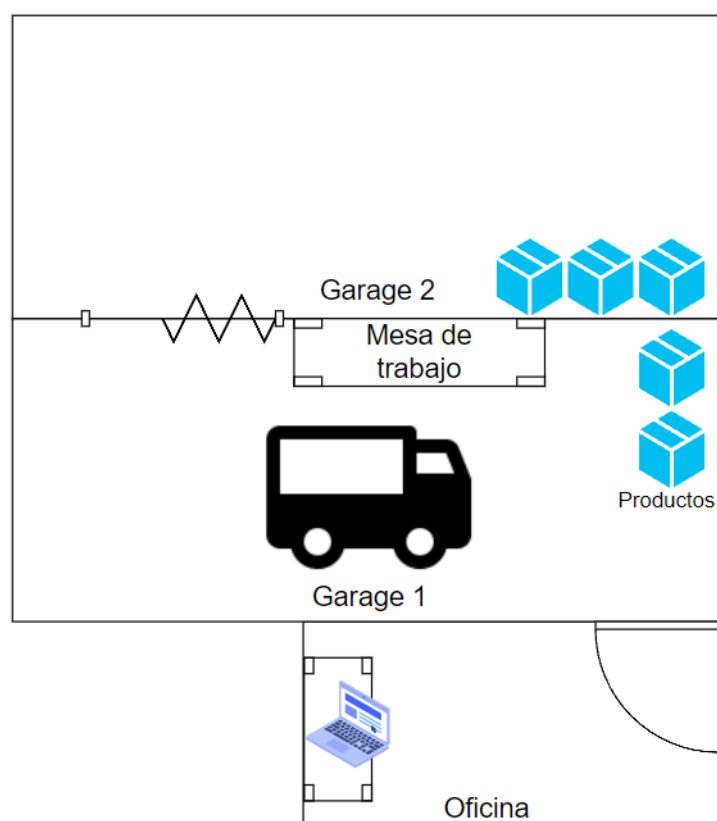 Garage 2
Mesa de
trabajo
Productos
Garage 1
Oficina